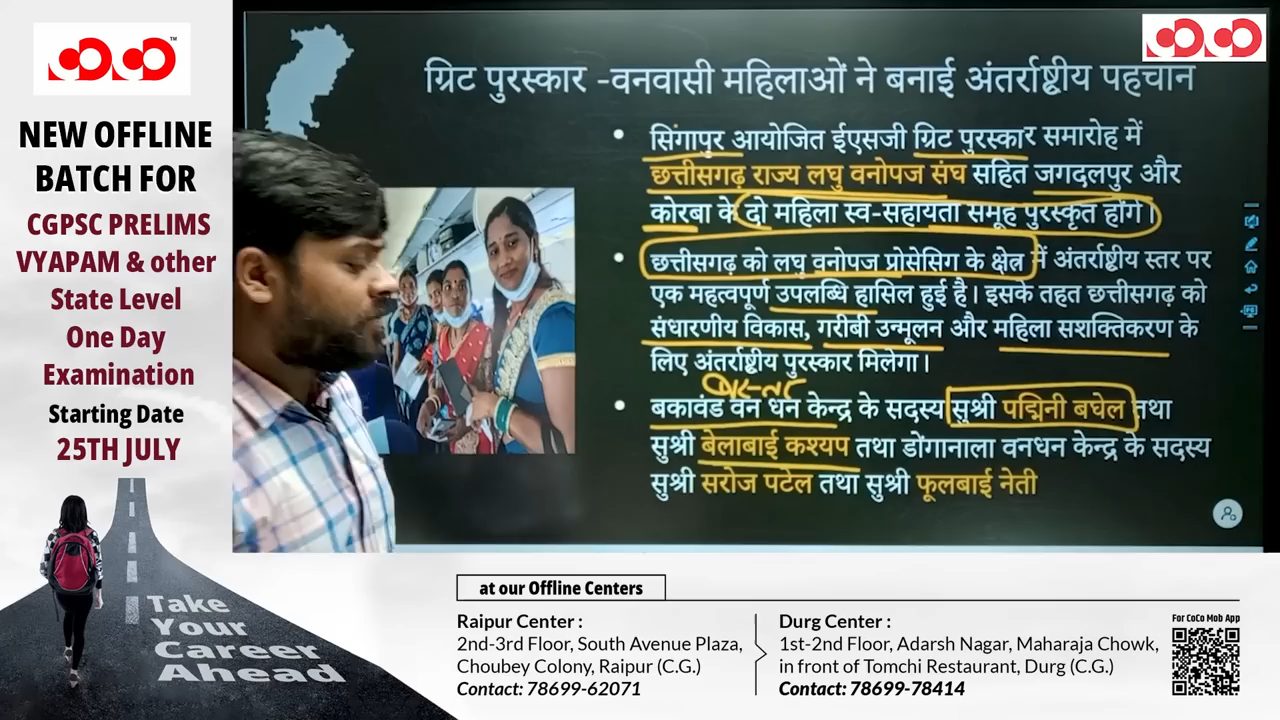 COCO
TM
NEW OFFLINE
BATCH FOR
CGPSC PRELIMS
VYAPAM & other
State Level
One Day
Examination
Starting Date
25TH JULY
Take
Your
Career
Ahead
COCO
ग्रिट पुरस्कार -वनवासी महिलाओं ने बनाई अंतर्राष्ट्रीय पहचान
• सिंगापुर आयोजित ईएसजी ग्रिट पुरस्कार समारोह में
छत्तीसगढ़ राज्य लघु वनोपज संघ सहित जगदलपुर और
कोरबा के दो महिला स्व-सहायता समूह पुरस्कृत होंगे।
• छत्तीसगढ़ को लघु वनोपज प्रोसेसिग के क्षेत्र में अंतर्राष्ट्रीय स्तर पर
एक महत्वपूर्ण उपलब्धि हासिल हुई है। इसके तहत छत्तीसगढ़ को
संधारणीय विकास, गरीबी उन्मूलन और महिला सशक्तिकरण के
लिए अंतर्राष्ट्रीय पुरस्कार मिलेगा।
• बकावंड वन धन केन्द्र के सदस्य सुश्री पद्मिनी बघेल तथा
सुश्री बेलाबाई कश्यप तथा डोंगानाला वनधन केन्द्र के सदस्य
सुश्री सरोज पटेल तथा सुश्री फूलबाई नेती
at our Offline Centers
Raipur Center :
2nd-3rd Floor, South Avenue Plaza,
Choubey Colony, Raipur (C.G.)
Contact: 78699-62071
Durg Center :
1st-2nd Floor, Adarsh Nagar, Maharaja Chowk,
in front of Tomchi Restaurant, Durg (C.G.)
Contact: 78699-78414
For CoCo Mob App